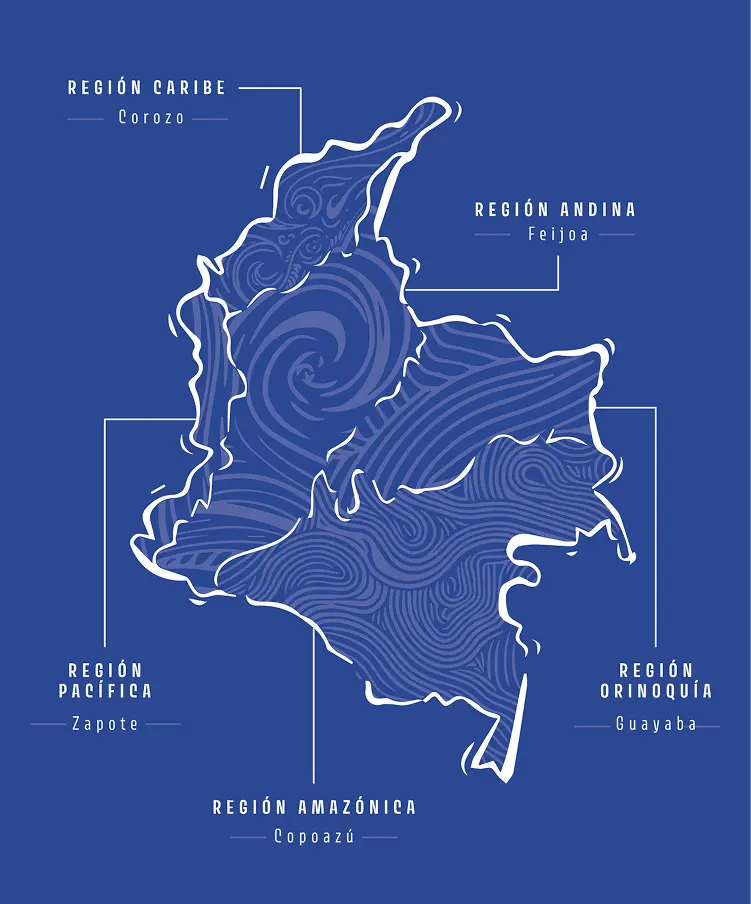 REGIÓN CARIBE
Corozo
REGIÓN ANDINA
Feijoa
REGIÓN
PACÍFICA
Zapote
REGIÓN
ORINOQUÍA
Guayaba
REGIÓN AMAZÓNICA
Copoazú